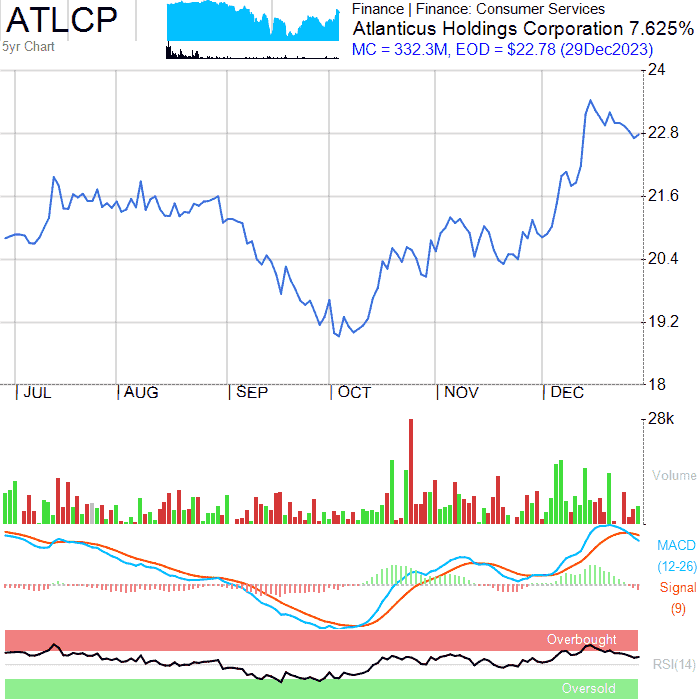 ATLCP
5yr Chart
Finance | Finance: Consumer Services
Atlanticus Holdings Corporation 7.625%
MC = 332.3M, EOD = $22.78 (29Dec2023)
24
22.8
21.6
20.4
19.2
18
JUL AUG SEP OCT NOV DEC
28k
Volume
MACD
(12-26)
Signal
(9)
Overbought
RSI(14)
Oversold